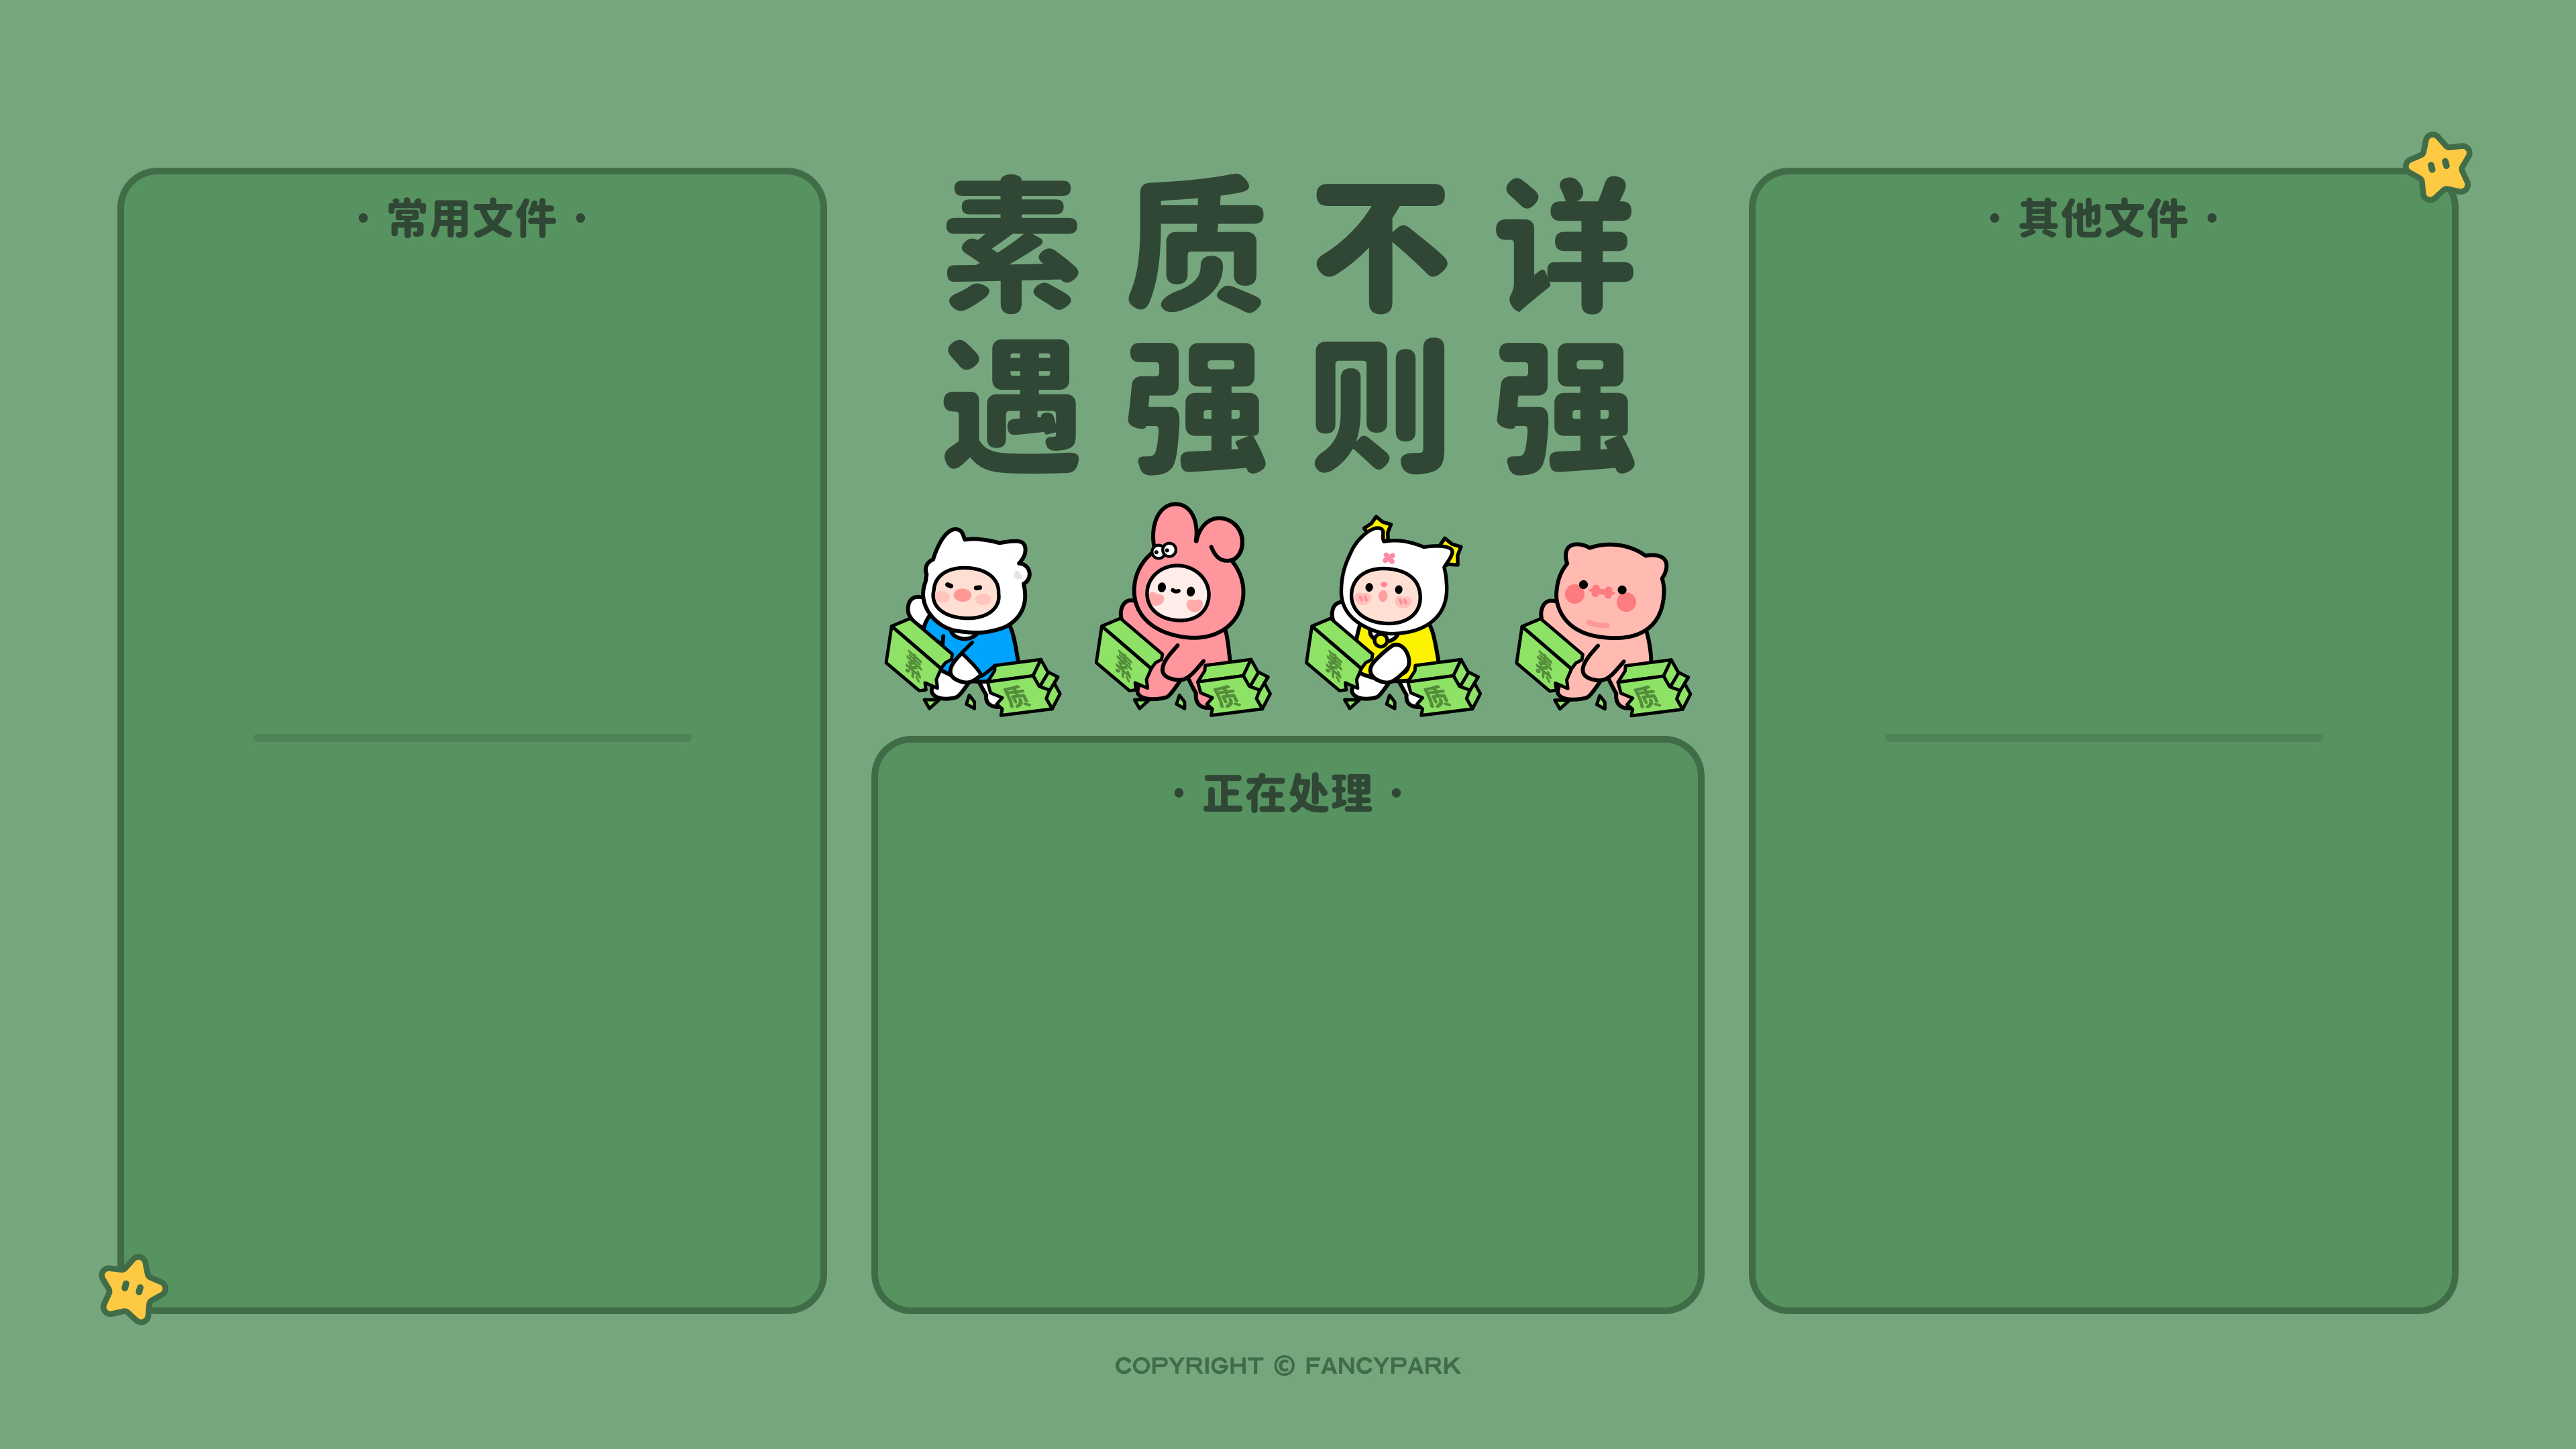 · 常用文件 ·
素质不详
遇强则强
· 其他文件 ·
素 质 素 质 素 质 素 质
· 正在处理 ·
COPYRIGHT © FANCYPARK